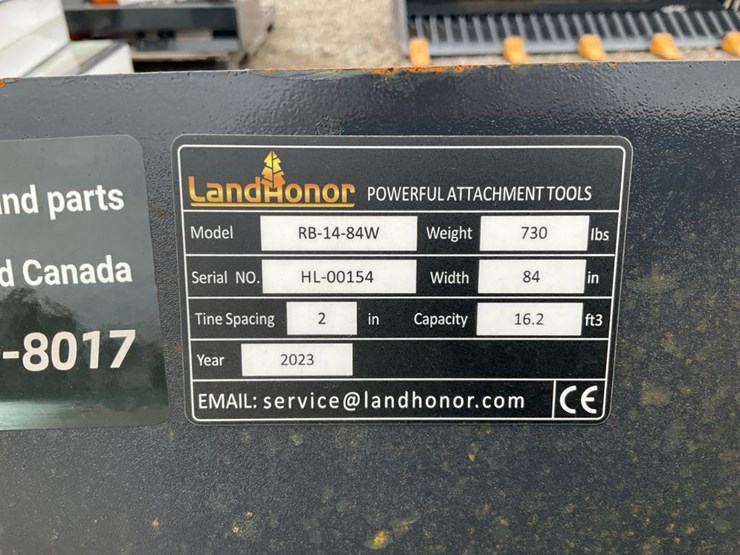 nd parts
d Canada
-8017
LandHonor POWERFUL ATTACHMENT TOOLS
Model RB-14-84W Weight 730 lbs
Serial NO. HL-00154 Width 84 in
Tine Spacing 2 in Capacity 16.2 ft3
Year 2023
EMAIL: service@landhonor.com CE